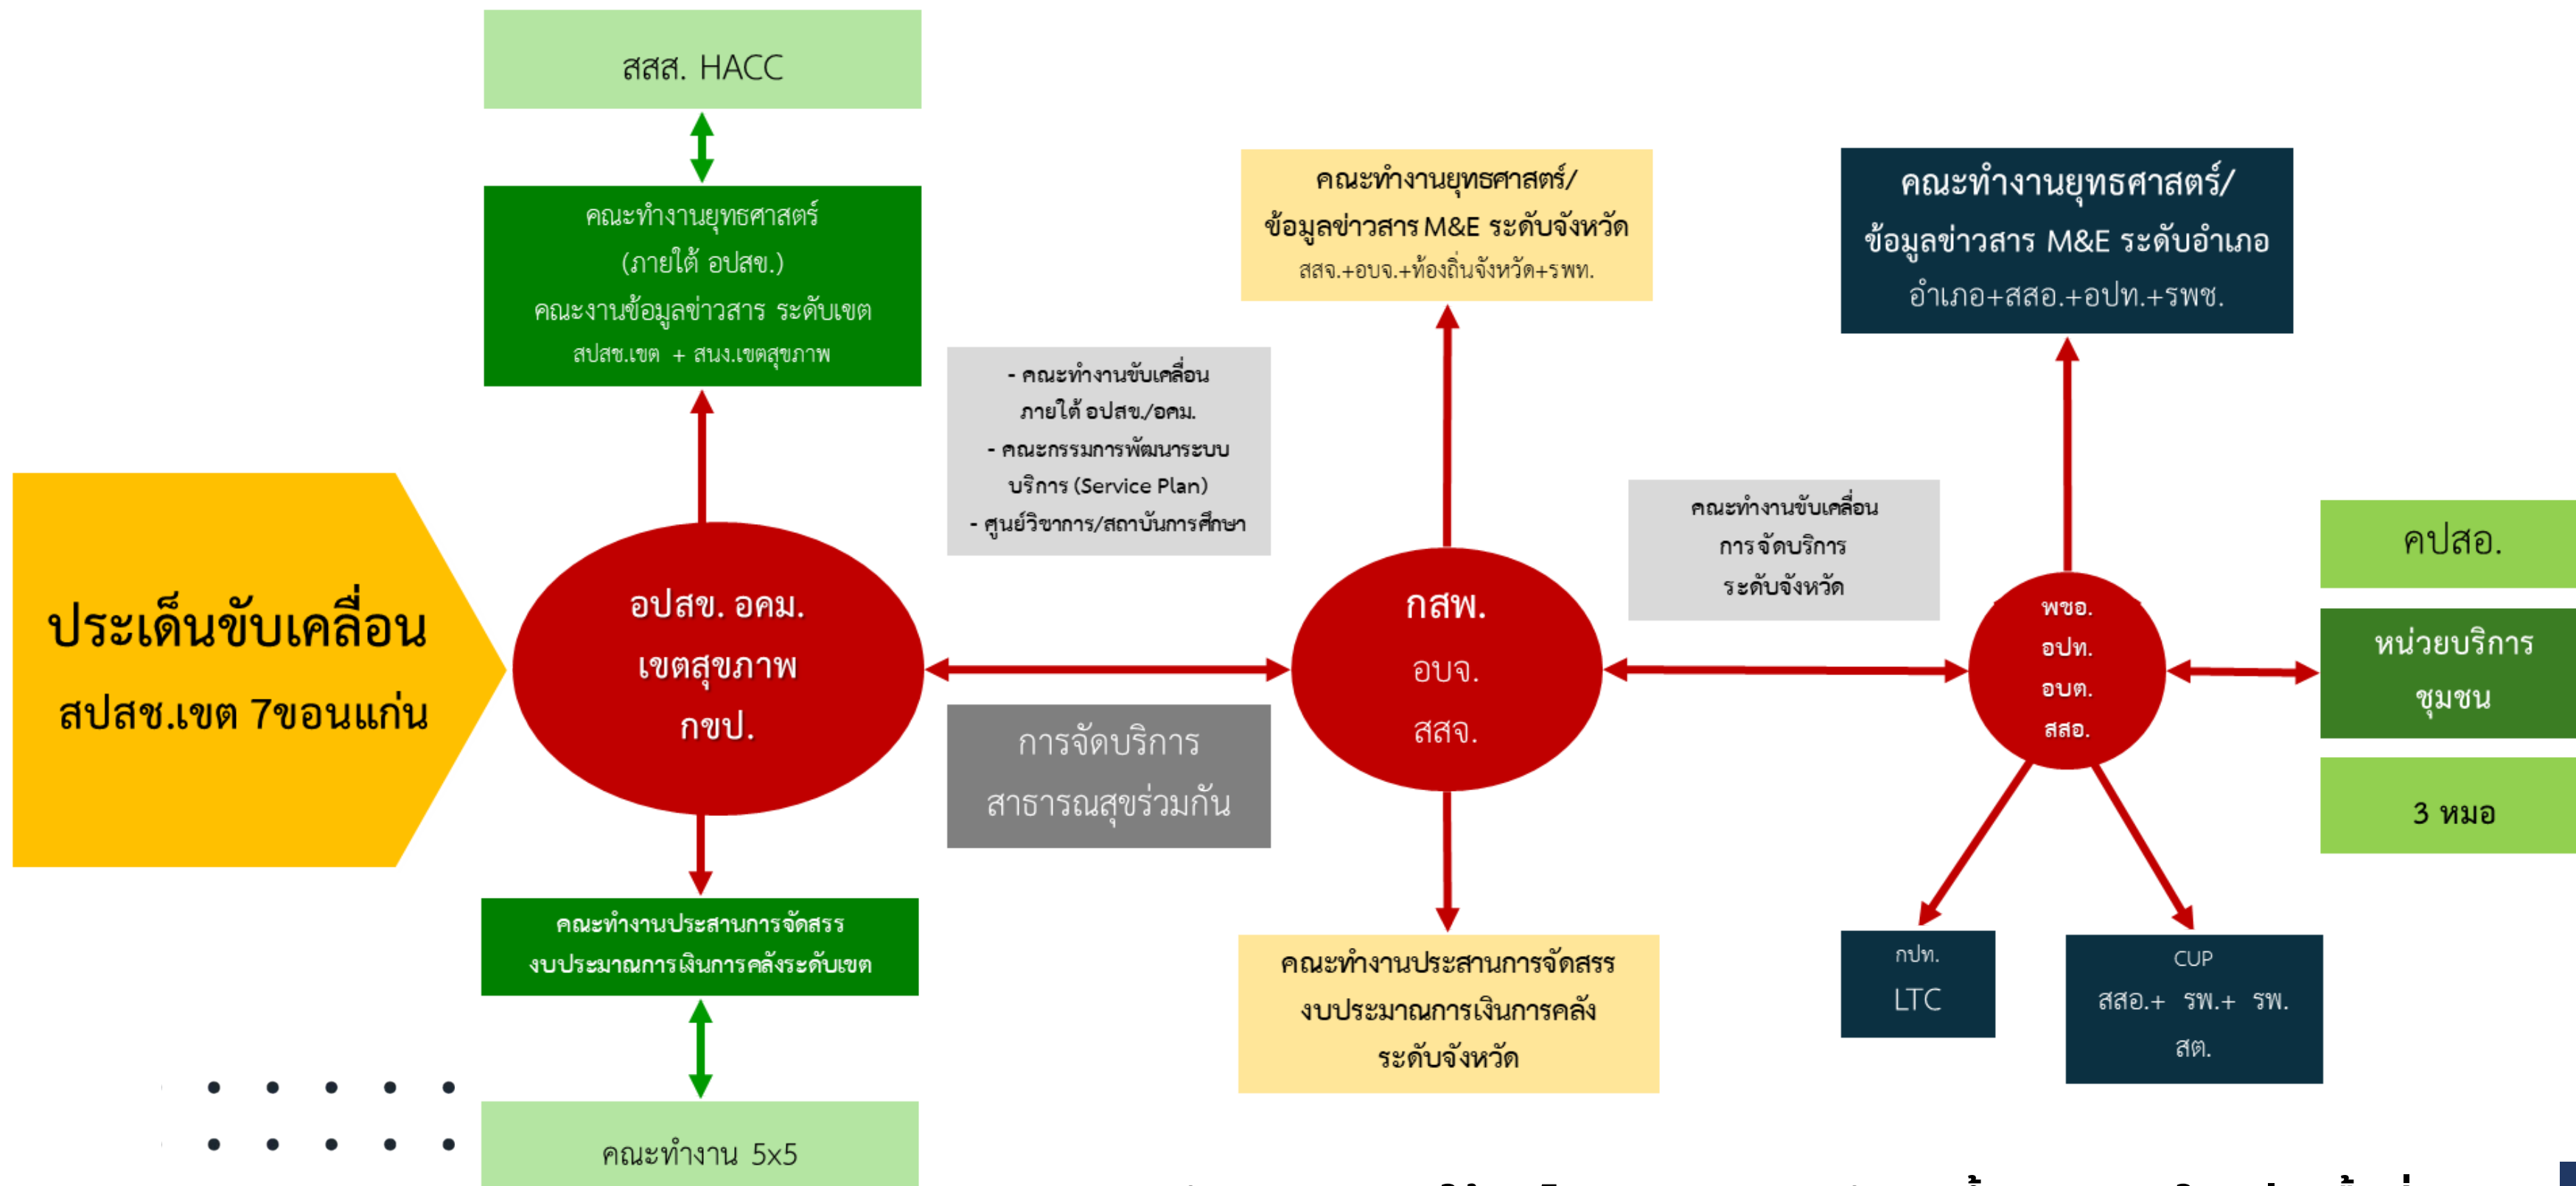 สสส. HACC
คณะทำงานยุทธศาสตร์
(ภายใต้ อปสข.)
คณะงานข้อมูลข่าวสาร ระดับเขต
สปสช.เขต + สนง.เขตสุขภาพ
คณะทำงานยุทธศาสตร์/
ข้อมูลข่าวสาร M&E ระดับจังหวัด
สสจ.+อบจ.+ท้องถิ่นจังหวัด+รพท.
คณะทำงานยุทธศาสตร์/
ข้อมูลข่าวสาร M&E ระดับอำเภอ
อำเภอ+สสอ.+อปท.+รพช.
- คณะทำงานขับเคลื่อน
ภายใต้ อปสข./อคม.
- คณะกรรมการพัฒนาระบบ
บริการ (Service Plan)
- ศูนย์วิชาการ/สถาบันการศึกษา
คณะทำงานขับเคลื่อน
การจัดบริการ
ระดับจังหวัด
ประเด็นขับเคลื่อน
สปสช.เขต 7ขอนแก่น
อปสข. อคม.
เขตสุขภาพ
กขป.
การจัดบริการ
สาธารณสุขร่วมกัน
กสพ.
อบจ.
สสจ.
พชอ.
อปท.
อบต.
สสอ.
คปสอ.
หน่วยบริการ
ชุมชน
3 หมอ
คณะทำงานประสานการจัดสรร
งบประมาณการเงินการคลังระดับเขต
คณะทำงานประสานการจัดสรร
งบประมาณการเงินการคลัง
ระดับจังหวัด
กปท.
LTC
CUP
สสอ.+ รพ.+ รพ.
สต.
คณะทำงาน 5x5